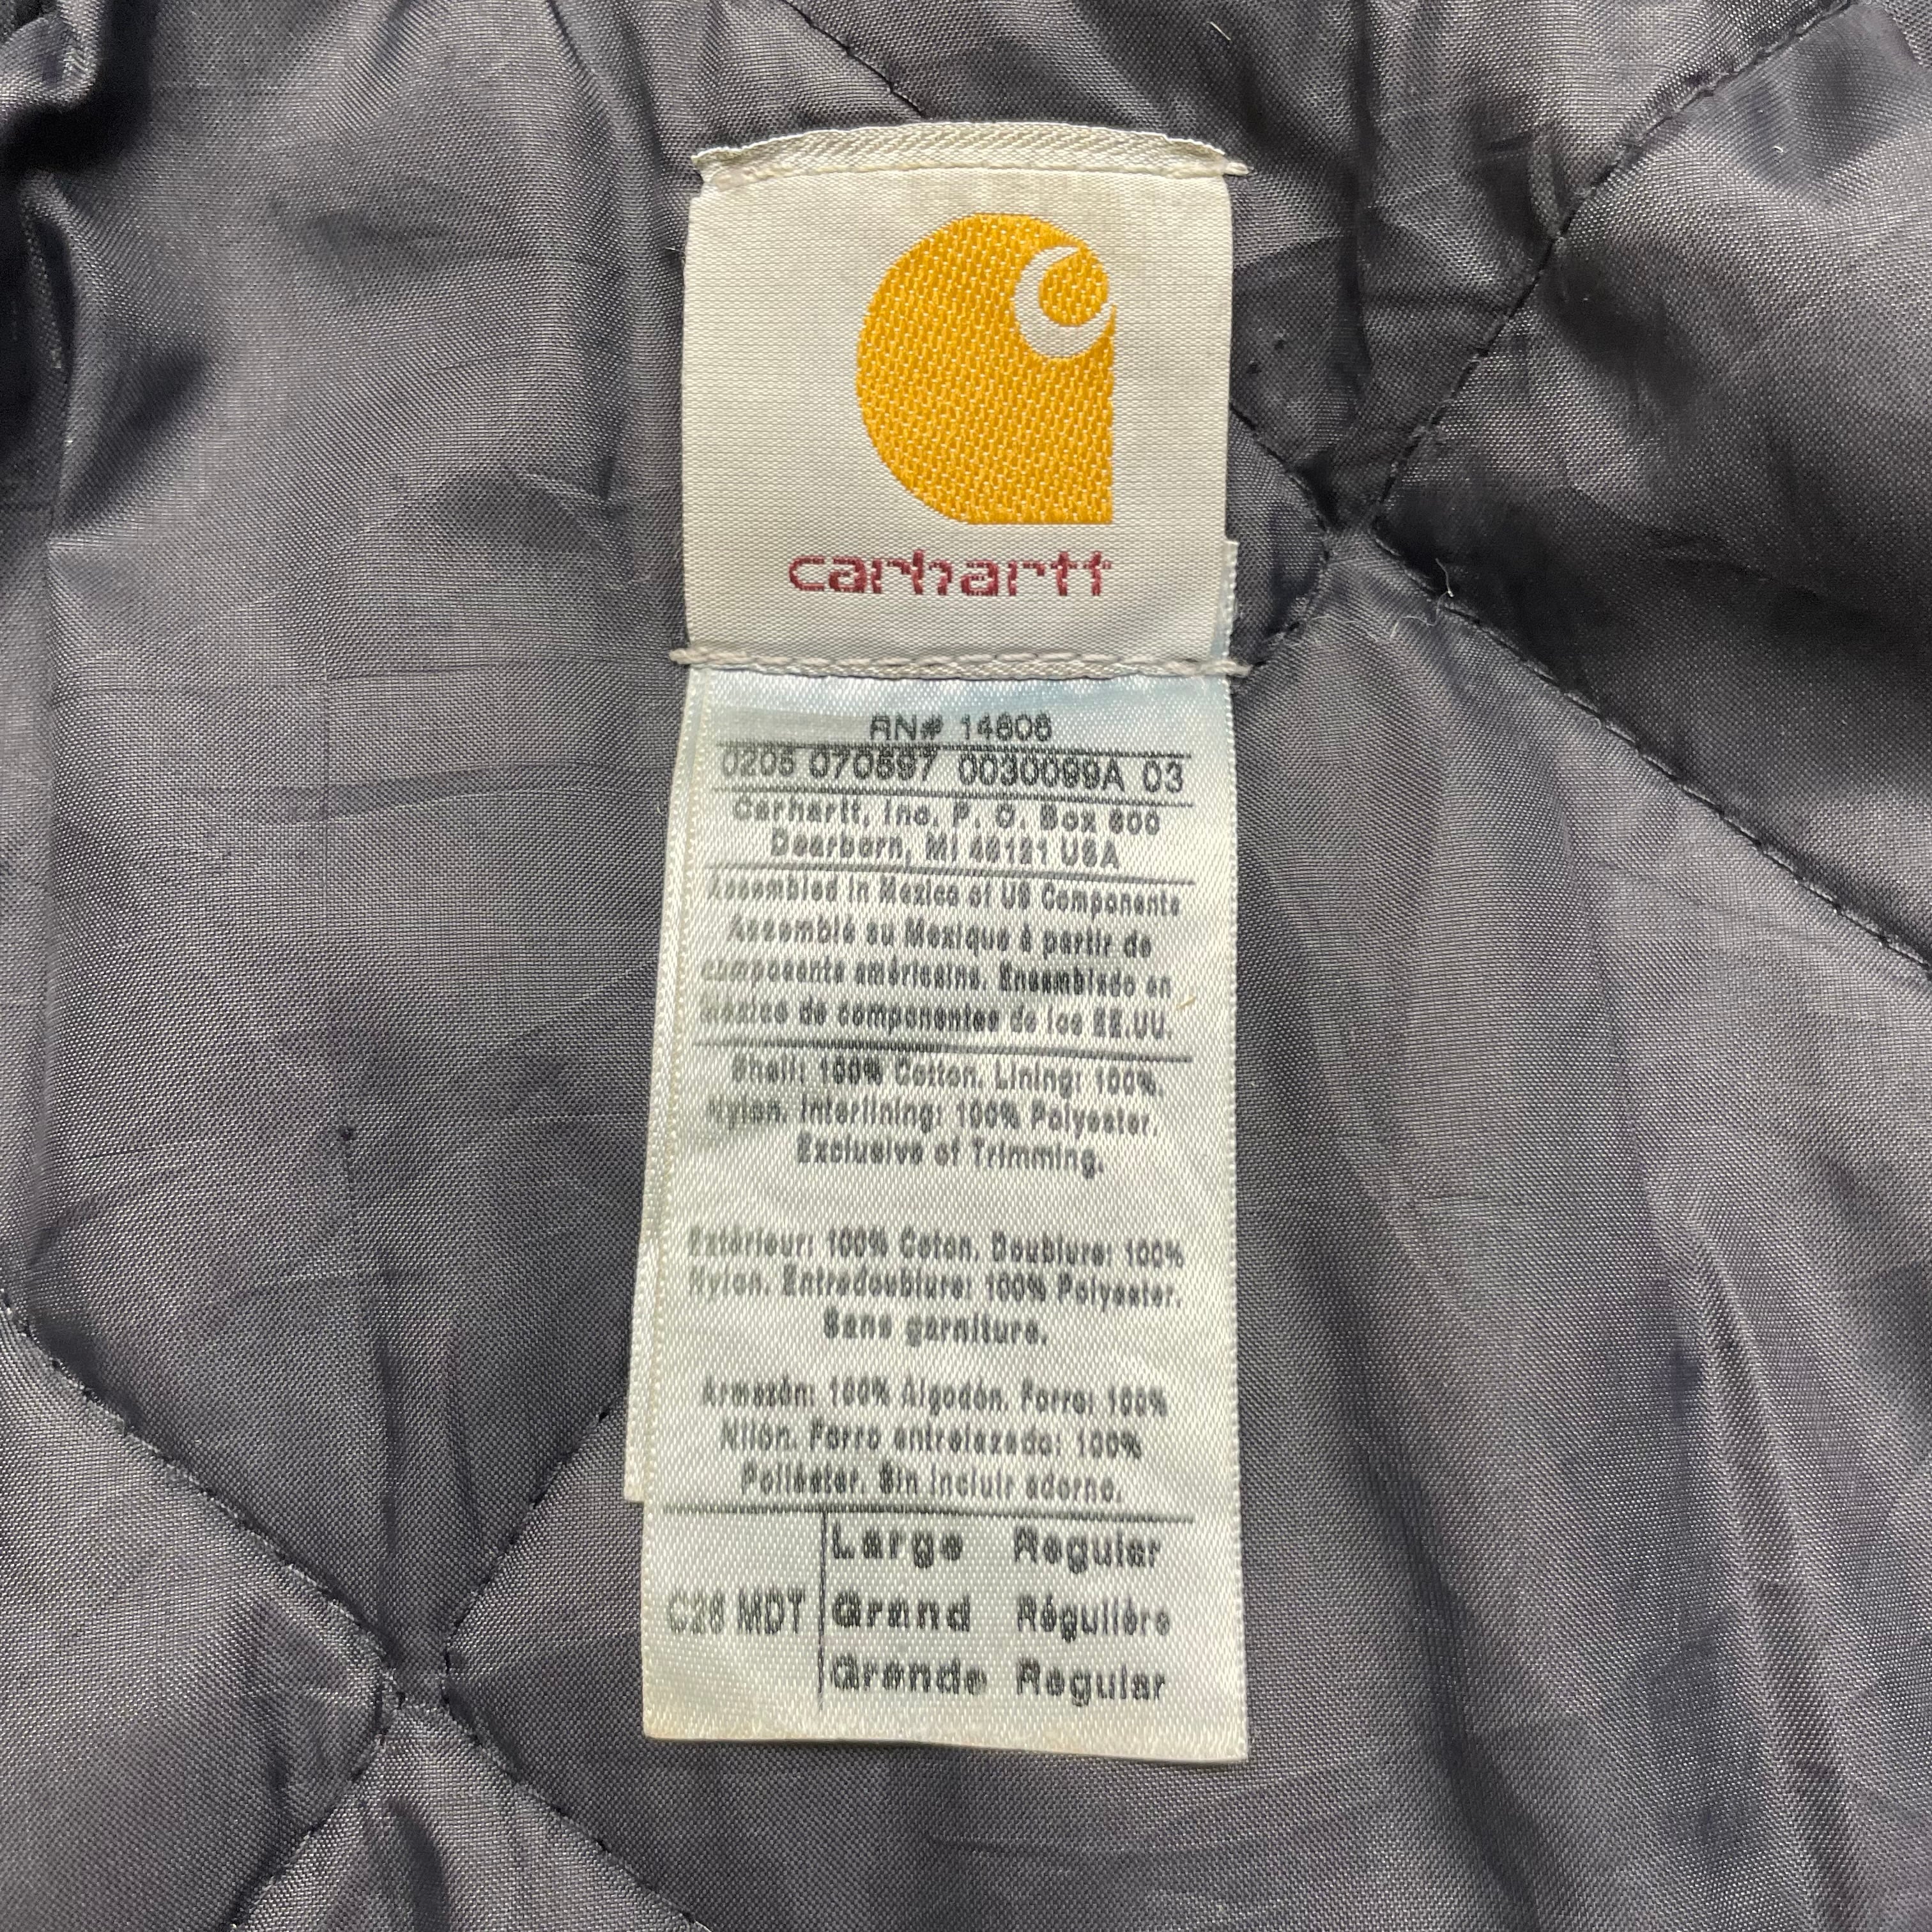 carhartt
RN# 14806
0205 070597 0030099A 03
Carhartt, Inc. P. O. Box 600
Dearborn, MI 48121 USA
Assembled in Mexico of US Components
Assemblé au Mexique à partir de
composants américains. Ensamblado en
México de componentes de los EE.UU.
Shell: 100% Cotton. Lining: 100%
Nylon. Interlining: 100% Polyester.
Exclusive of Trimming.
Extérieur: 100% Coton. Doublure: 100%
Nylon. Entredoublure: 100% Polyester.
Sans garniture.
Armazón: 100% Algodón. Forro: 100%
Nilón. Forro entrelazado: 100%
Poliéster. Sin incluir adorno.
Large Regular
C26 MDT Grand Régulière
Grande Regular